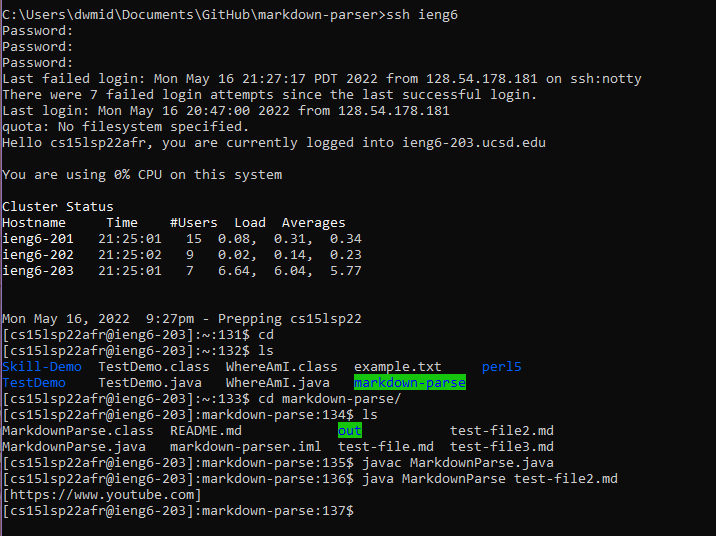 C:\Users\dwmid\Documents\GitHub\markdown-parser>ssh ieng6
Password:
Password:
Password:
Last failed login: Mon May 16 21:27:17 PDT 2022 from 128.54.178.181 on ssh:notty
There were 7 failed login attempts since the last successful login.
Last login: Mon May 16 20:47:00 2022 from 128.54.178.181
quota: No filesystem specified.
Hello cs15lsp22afr, you are currently logged into ieng6-203.ucsd.edu
You are using 0% CPU on this system
Cluster Status
Hostname     Time    #Users  Load  Averages
ieng6-201   21:25:01   15  0.08,  0.31,  0.34
ieng6-202   21:25:02   9   0.02,  0.14,  0.23
ieng6-203   21:25:01   7   6.64,  6.04,  5.77
Mon May 16, 2022  9:27pm - Prepping cs15lsp22
[cs15lsp22afr@ieng6-203]:~:131$ cd
[cs15lsp22afr@ieng6-203]:~:132$ ls
Skill-Demo  TestDemo.class  WhereAmI.class  example.txt     perl5
TestDemo    TestDemo.java   WhereAmI.java   markdown-parse
[cs15lsp22afr@ieng6-203]:~:133$ cd markdown-parse/
[cs15lsp22afr@ieng6-203]:markdown-parse:134$ ls
MarkdownParse.class  README.md            out           test-file2.md
MarkdownParse.java   markdown-parser.iml  test-file.md  test-file3.md
[cs15lsp22afr@ieng6-203]:markdown-parse:135$ javac MarkdownParse.java
[cs15lsp22afr@ieng6-203]:markdown-parse:136$ java MarkdownParse test-file2.md
[https://www.youtube.com]
[cs15lsp22afr@ieng6-203]:markdown-parse:137$